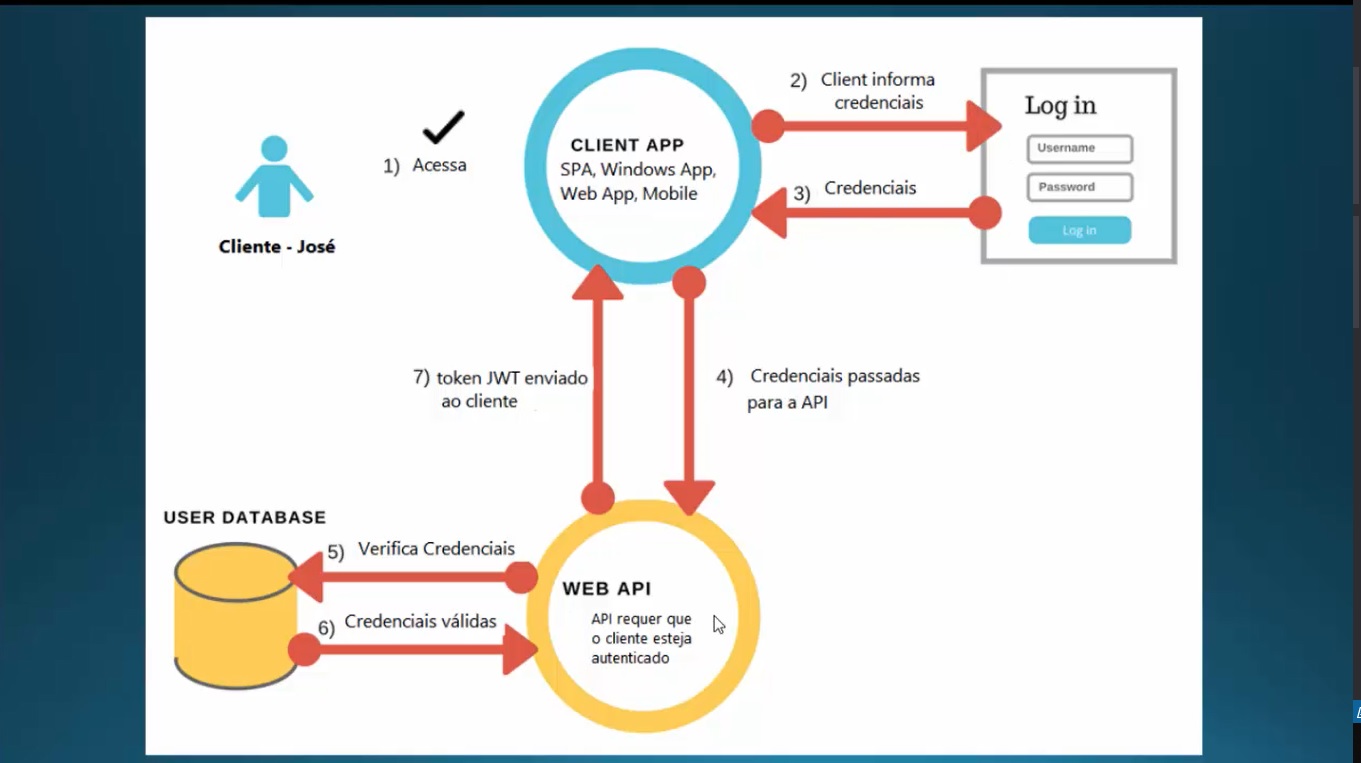 1) Acessa
Cliente - José
CLIENT APP
SPA, Windows App,
Web App, Mobile
2) Client informa
credenciais
3) Credenciais
Log in
Username
Password
Log in
7) token JWT enviado
ao cliente
4) Credenciais passadas
para a API
USER DATABASE
5) Verifica Credenciais
6) Credenciais válidas
WEB API
API requer que
o cliente esteja
autenticado